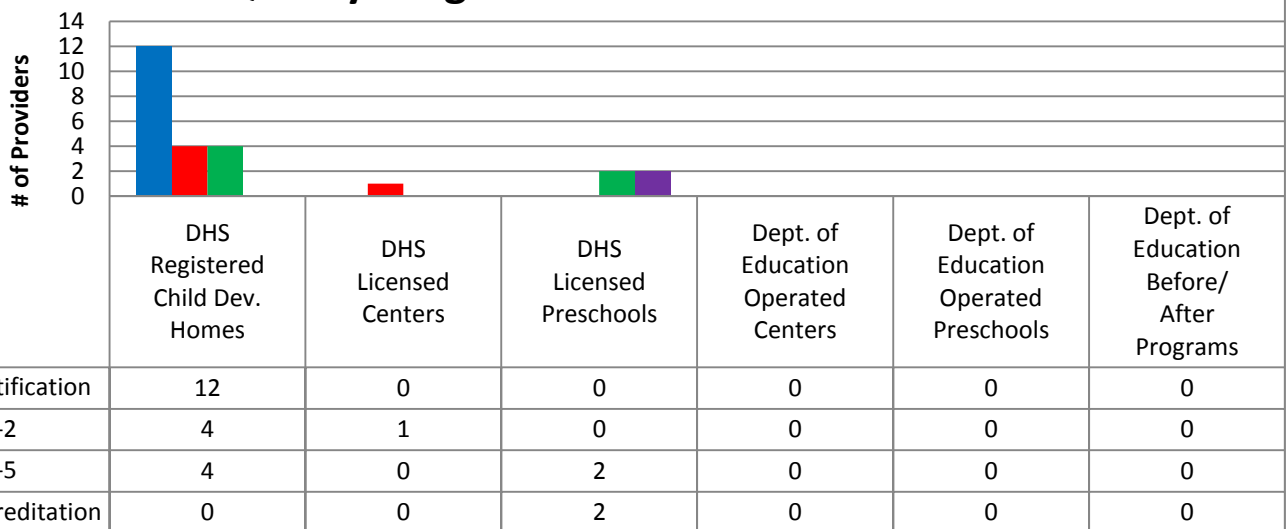 14
12
10
8
6
4
2
0
# of Providers
DHS
Registered
Child Dev.
Homes
DHS
Licensed
Centers
DHS
Licensed
Preschools
Dept. of
Education
Operated
Centers
Dept. of
Education
Operated
Preschools
Dept. of
Education
Before/
After
Programs
tification 12 0 0 0 0 0
-2 4 1 0 0 0 0
-5 4 0 2 0 0 0
reditation 0 0 2 0 0 0